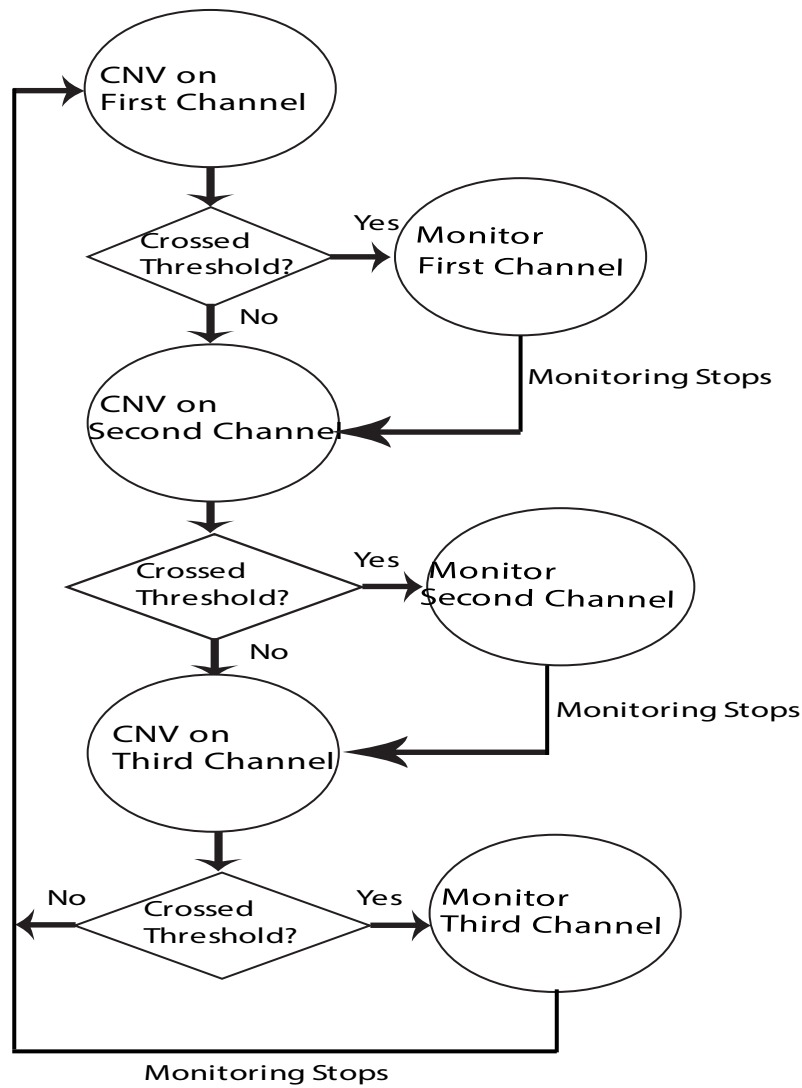 CNV on
First Channel
Yes
Crossed
Threshold?
Monitor
First Channel
No
Monitoring Stops
CNV on
Second Channel
Yes
Crossed
Threshold?
Monitor
Second Channel
No
Monitoring Stops
CNV on
Third Channel
No
Yes
Crossed
Threshold?
Monitor
Third Channel
Monitoring Stops